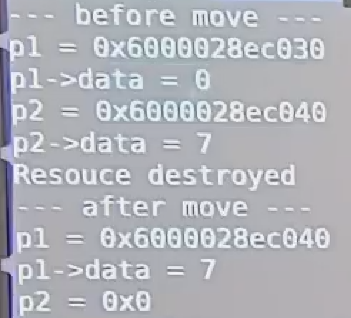 --- before move ---
p1 = 0x6000028ec030
p1->data = 0
p2 = 0x6000028ec040
p2->data = 7
Resouce destroyed
--- after move ---
p1 = 0x6000028ec040
p1->data = 7
p2 = 0x0